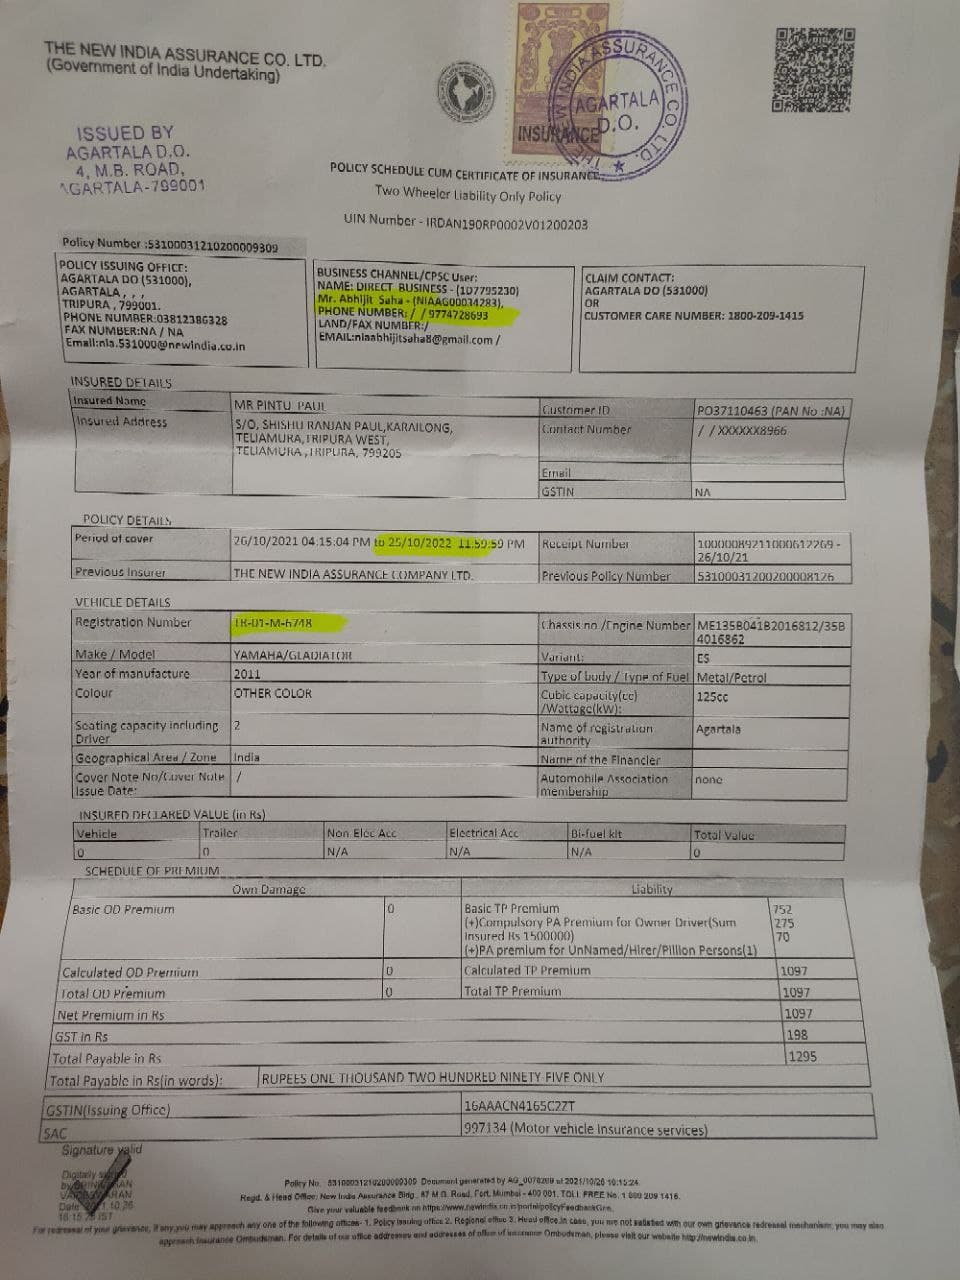 THE NEW INDIA ASSURANCE CO. LTD.
(Government of India Undertaking)
ISSUED BY
AGARTALA D.O.
4, M.B. ROAD,
AGARTALA-799001
INSURANCE
THE NEW INDIA ASSURANCE CO. LTD.
AGARTALA
D.O.
POLICY SCHEDULE CUM CERTIFICATE OF INSURANCE
Two Wheeler Liability Only Policy
UIN Number - IRDAN190RP0002V01200203
Policy Number :53100031210200009309
POLICY ISSUING OFFICE:
AGARTALA DO (531000),
AGARTALA , , ,
TRIPURA , 799001.
PHONE NUMBER:03812386328
FAX NUMBER:NA / NA
Email:nia.531000@newindia.co.in
BUSINESS CHANNEL/CPSC User:
NAME: DIRECT BUSINESS - (1D7795230)
Mr. Abhijit Saha - (NIAAG00034283),
PHONE NUMBER: / / 9774728693
LAND/FAX NUMBER:/
EMAIL:niaabhijitsaha8@gmail.com /
CLAIM CONTACT:
AGARTALA DO (531000)
OR
CUSTOMER CARE NUMBER: 1800-209-1415
INSURED DETAILS
Insured Name MR PINTU PAUL Customer ID PO37110463 (PAN No :NA)
Insured Address S/O, SHISHU RANJAN PAUL,KARAILONG, Contact Number / / XXXXXX8966
TELIAMURA,TRIPURA WEST,
TELIAMURA ,TRIPURA, 799205
Email
GSTIN NA
POLICY DETAILS
Period of cover 26/10/2021 04:15:04 PM to 25/10/2022 11:59:59 PM Receipt Number 10000089211000612269 -
26/10/21
Previous Insurer THE NEW INDIA ASSURANCE COMPANY LTD. Previous Policy Number 53100031200200008126
VEHICLE DETAILS
Registration Number TR-01-M-6748 Chassis no./Engine Number ME135B041B2016812/35B
4016862
Make / Model YAMAHA/GLADIATOR Variant: ES
Year of manufacture 2011 Type of body / Type of Fuel Metal/Petrol
Colour OTHER COLOR Cubic capacity(cc) 125cc
/Wattage(kW):
Seating capacity including 2 Name of registration Agartala
Driver authority
Geographical Area / Zone India Name of the Financier
Cover Note No/Cover Note / Automobile Association none
Issue Date: membership
INSURED DECLARED VALUE (in Rs)
Vehicle Trailer Non Elec Acc Electrical Acc Bi-fuel kit Total Value
0 0 N/A N/A N/A 0
SCHEDULE OF PREMIUM
Own Damage Liability
Basic OD Premium 0 Basic TP Premium 752
(+)Compulsory PA Premium for Owner Driver(Sum 275
Insured Rs 1500000) 70
(+)PA premium for UnNamed/Hirer/Pillion Persons(1)
Calculated OD Premium 0 Calculated TP Premium 1097
Total OD Premium 0 Total TP Premium 1097
Net Premium in Rs 1097
GST in Rs 198
Total Payable in Rs 1295
Total Payable in Rs(in words): RUPEES ONE THOUSAND TWO HUNDRED NINETY-FIVE ONLY
GSTIN(Issuing Office) 16AAACN4165C2ZT
SAC 997134 (Motor vehicle insurance services)
Signature valid
Digitally signed
Policy No. 53100031210200009309 Document generated by AG_0078269 at 2021/10/26 16:15:24
Regd. & Head Office: New India Assurance Bldg., 87 M.G. Road, Fort, Mumbai - 400 001. TOLL FREE No. 1 800 209 1415.
Give your valuable feedback on https://www.newindia.co.in/portal/policyFeedbackGen.
For redressal of your grievance, if any,you may approach any one of the following offices- 1. Policy issuing office 2. Regional office 3. Head office.In case, you are not satisfied with our own grievance redressal mechanism; you may also
approach Insurance Ombudsman. For details of our office addresses and addresses of office of insurance Ombudsman, please visit our website http://newindia.co.in.